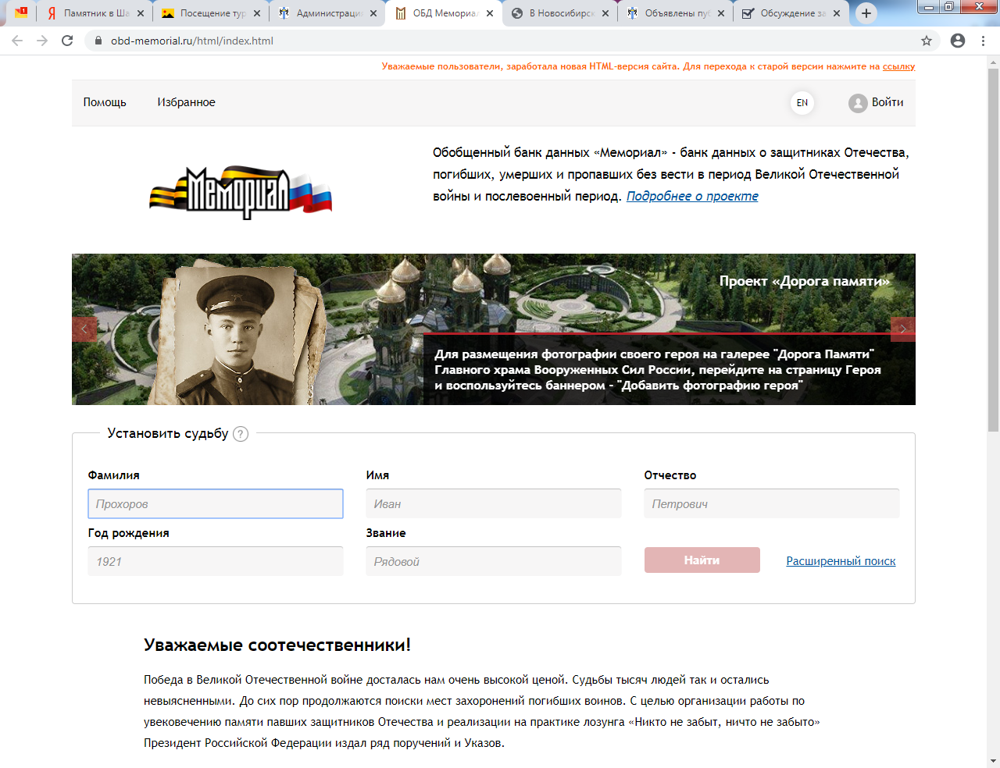 Памятник в Ша
Посещение тур
Администрация
ОБД Мемориал
В Новосибирск
Объявлены пу
Обсуждение за
obd-memorial.ru/html/index.html
Уважаемые пользователи, заработала новая HTML-версия сайта. Для перехода к старой версии нажмите на ссылку
Помощь Избранное EN Войти
Мемориал
Обобщенный банк данных «Мемориал» - банк данных о защитниках Отечества,
погибших, умерших и пропавших без вести в период Великой Отечественной
войны и послевоенный период. Подробнее о проекте
Проект «Дорога памяти»
Для размещения фотографии своего героя на галерее "Дорога Памяти"
Главного храма Вооруженных Сил России, перейдите на страницу Героя
и воспользуйтесь баннером - "Добавить фотографию героя"
Установить судьбу ?
Фамилия Имя Отчество
Прохоров Иван Петрович
Год рождения Звание
1921 Рядовой Найти Расширенный поиск
Уважаемые соотечественники!
Победа в Великой Отечественной войне досталась нам очень высокой ценой. Судьбы тысяч людей так и остались
невыясненными. До сих пор продолжаются поиски мест захоронений погибших воинов. С целью организации работы по
увековечению памяти павших защитников Отечества и реализации на практике лозунга «Никто не забыт, ничто не забыто»
Президент Российской Федерации издал ряд поручений и Указов.